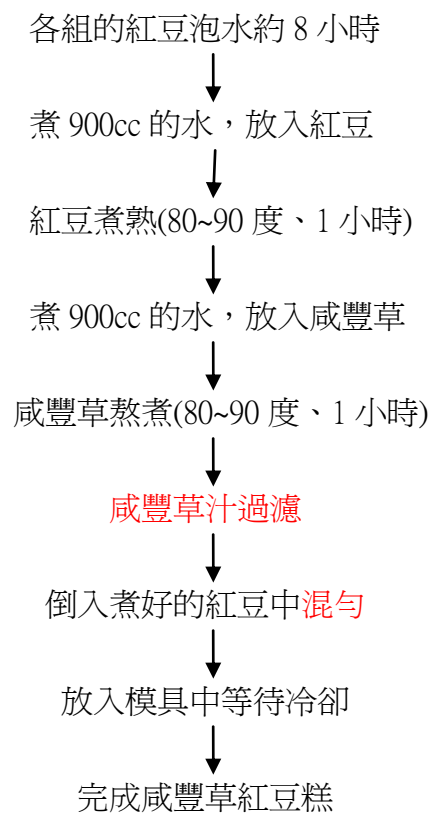 各組的紅豆泡水約 8 小時
煮 900cc 的水，放入紅豆
紅豆煮熟(80~90 度、1 小時)
煮 900cc 的水，放入咸豐草
咸豐草熬煮(80~90 度、1 小時)
咸豐草汁過濾
倒入煮好的紅豆中混勻
放入模具中等待冷卻
完成咸豐草紅豆糕